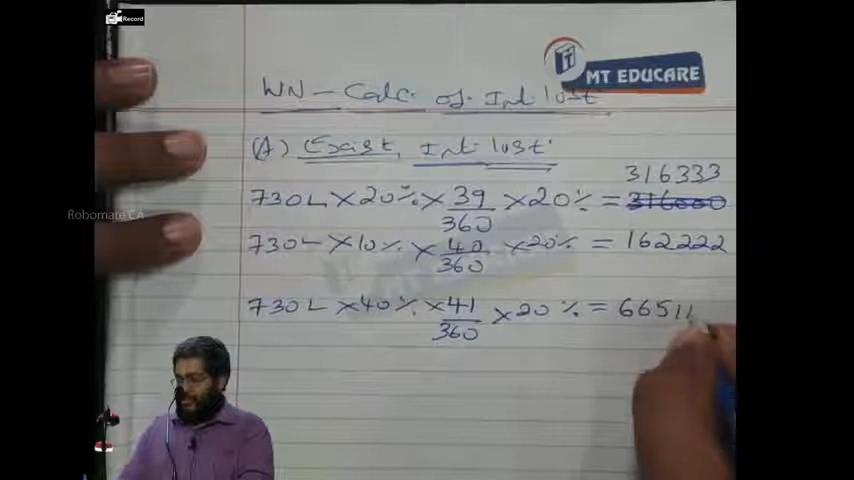 Record
MT EDUCARE
WN - Calc. of Int lost
(A) Exist. Int. lost.
316333
730L × 20% × 39/360 × 20% = 316000
730L × 10% × 40/360 × 20% = 162222
730L × 40% × 41/360 × 20% = 66511
Robomate CA